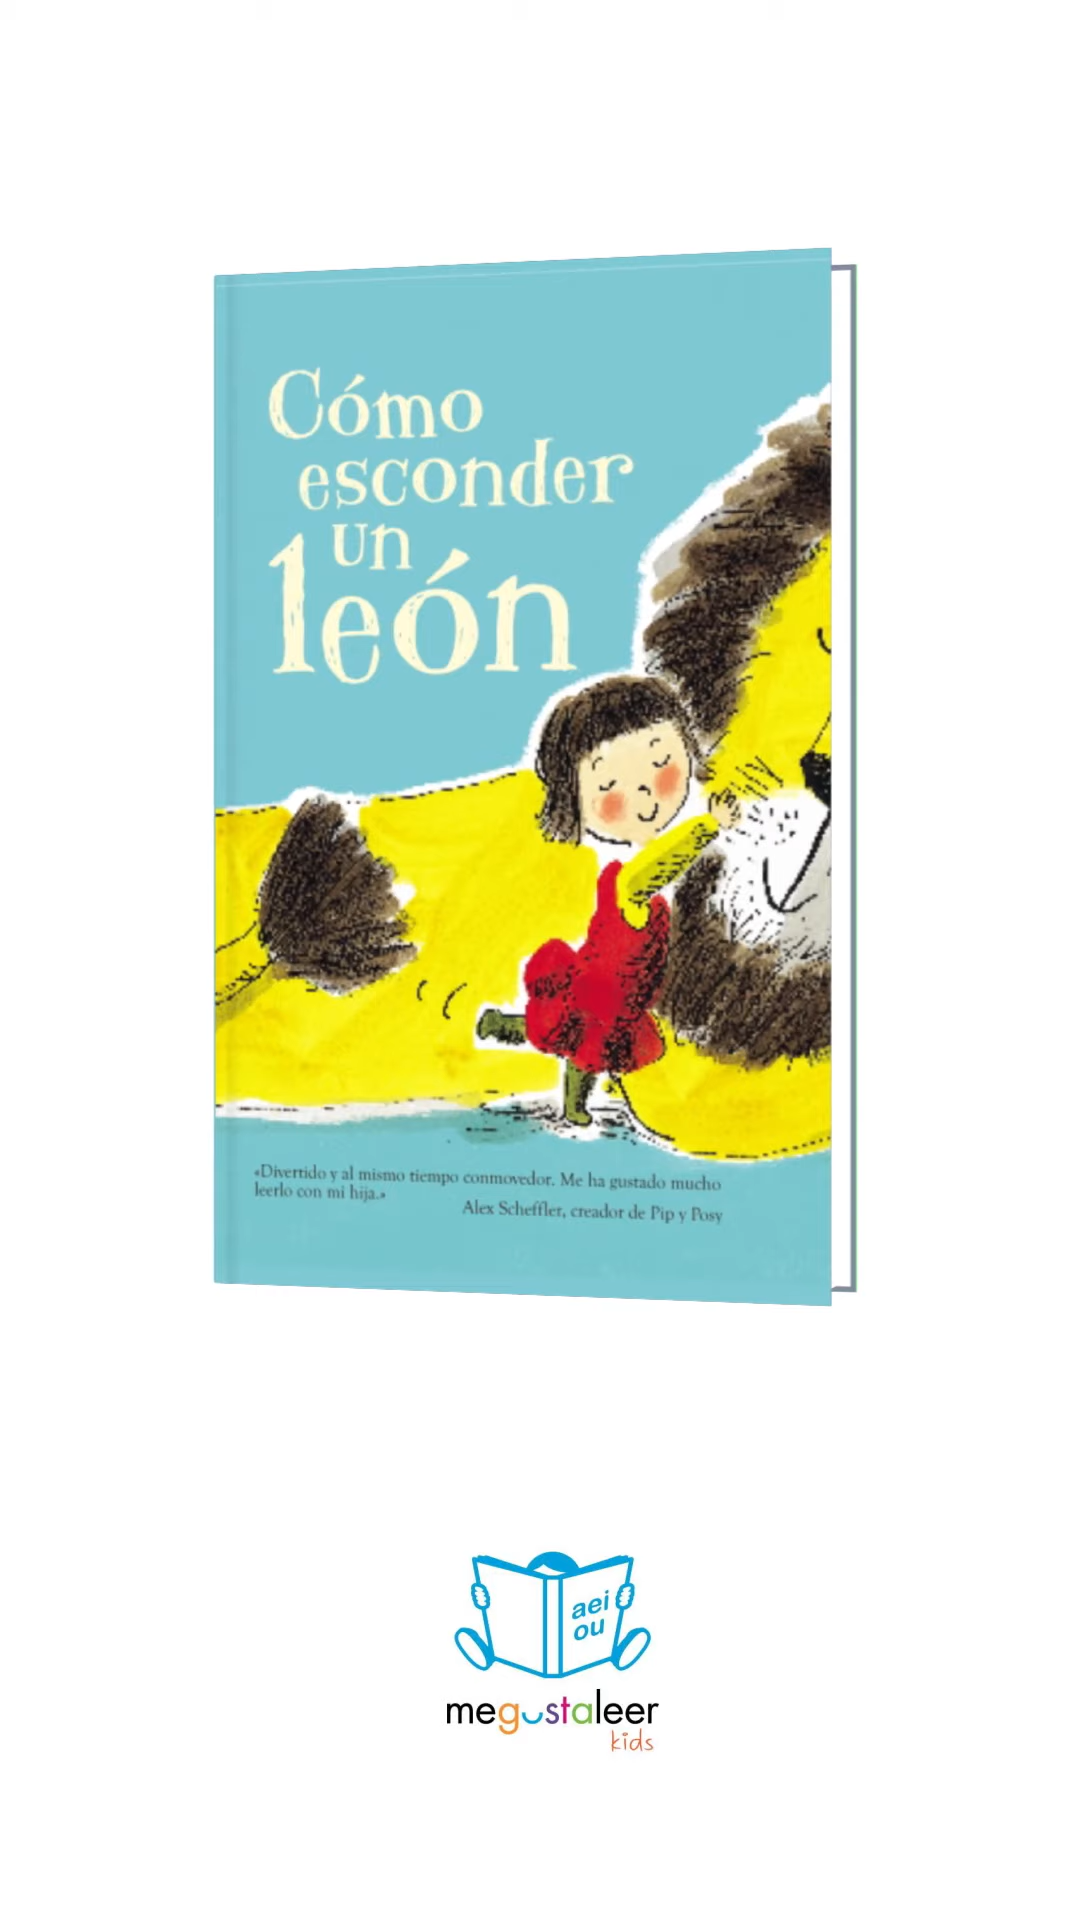 Cómo
esconder
un
león
«Divertido y al mismo tiempo conmovedor. Me ha gustado mucho
leerlo con mi hija.»
Alex Scheffler, creador de Pip y Posy
aei
ou
megustaleer
kids